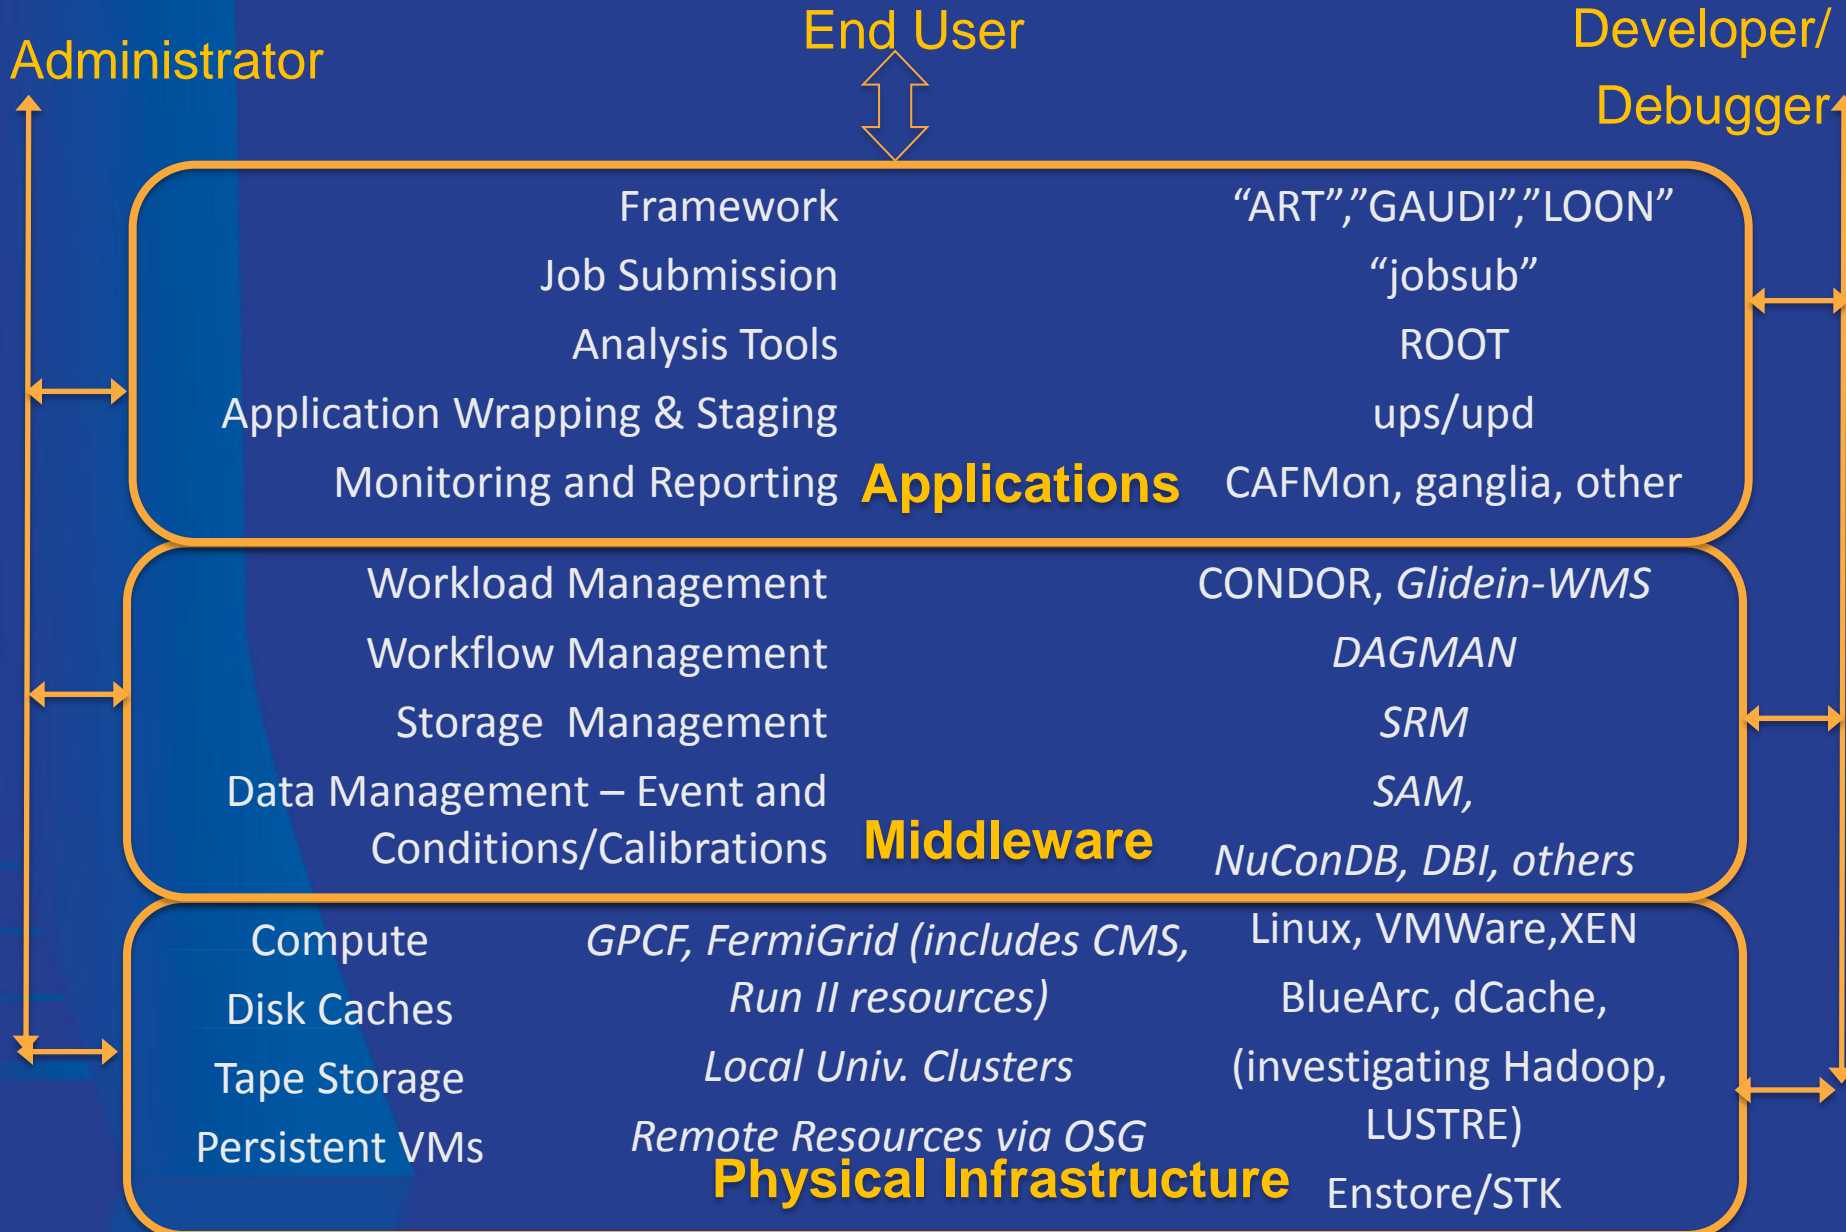 Administrator
End User
Developer/
Debugger
Framework
“ART”,”GAUDI”,”LOON”
Job Submission
“jobsub”
Analysis Tools
ROOT
Application Wrapping & Staging
ups/upd
Monitoring and Reporting
Applications
CAFMon, ganglia, other
Workload Management
CONDOR, Glidein-WMS
Workflow Management
DAGMAN
Storage  Management
SRM
Data Management – Event and
Conditions/Calibrations
Middleware
SAM,
NuConDB, DBI, others
Compute
Disk Caches
Tape Storage
Persistent VMs
GPCF, FermiGrid (includes CMS,
Run II resources)
Local Univ. Clusters
Remote Resources via OSG
Physical Infrastructure
Linux, VMWare,XEN
BlueArc, dCache,
(investigating Hadoop,
LUSTRE)
Enstore/STK